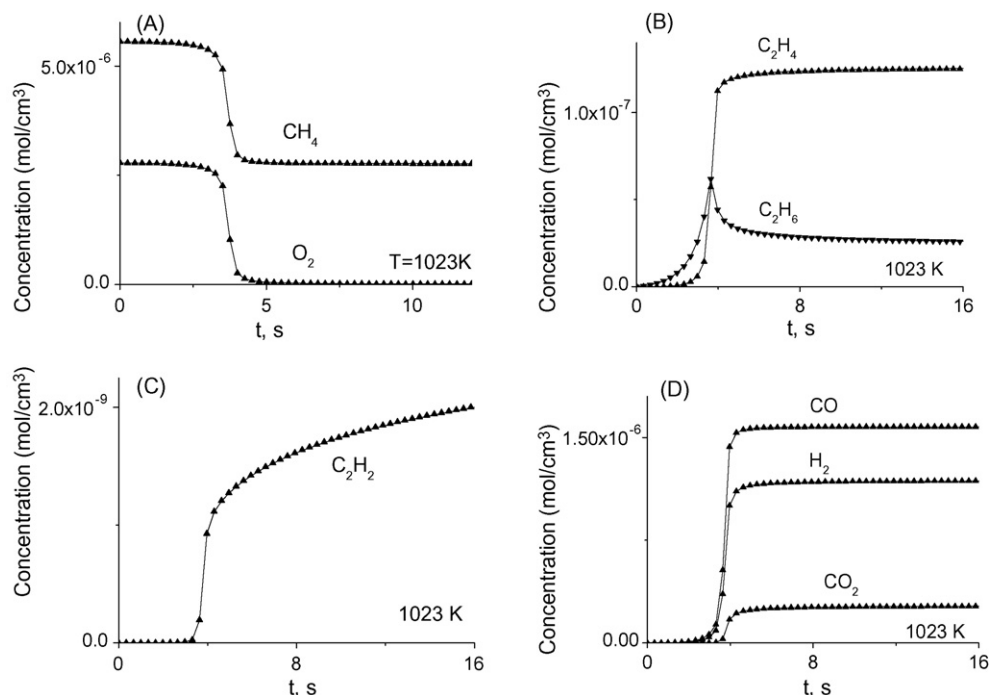 (A)
Concentration (mol/cm³)
5.0x10⁻⁶
0.0
CH₄
O₂
T=1023K
0 5 10
t, s
(B)
Concentration (mol/cm³)
1.0x10⁻⁷
0.0
C₂H₄
C₂H₆
1023 K
0 8 16
t, s
(C)
Concentration (mol/cm³)
2.0x10⁻⁹
0.0
C₂H₂
1023 K
0 4 8 12 16
t, s
(D)
Concentration (mol/cm³)
1.50x10⁻⁶
0.00
CO
H₂
CO₂
1023 K
0 8 16
t, s